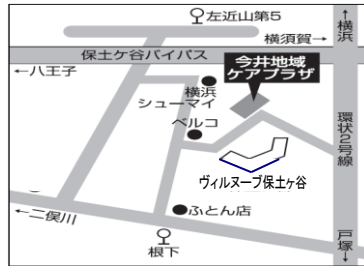 左近山第5
↑横浜
横須賀→
保土ケ谷バイパス
←八王子
今井地域
ケアプラザ
横浜
シューマイ
ベルコ
環状2号線
ヴィルヌーブ保土ヶ谷
ふとん店
←二俣川
根下
戸塚↓